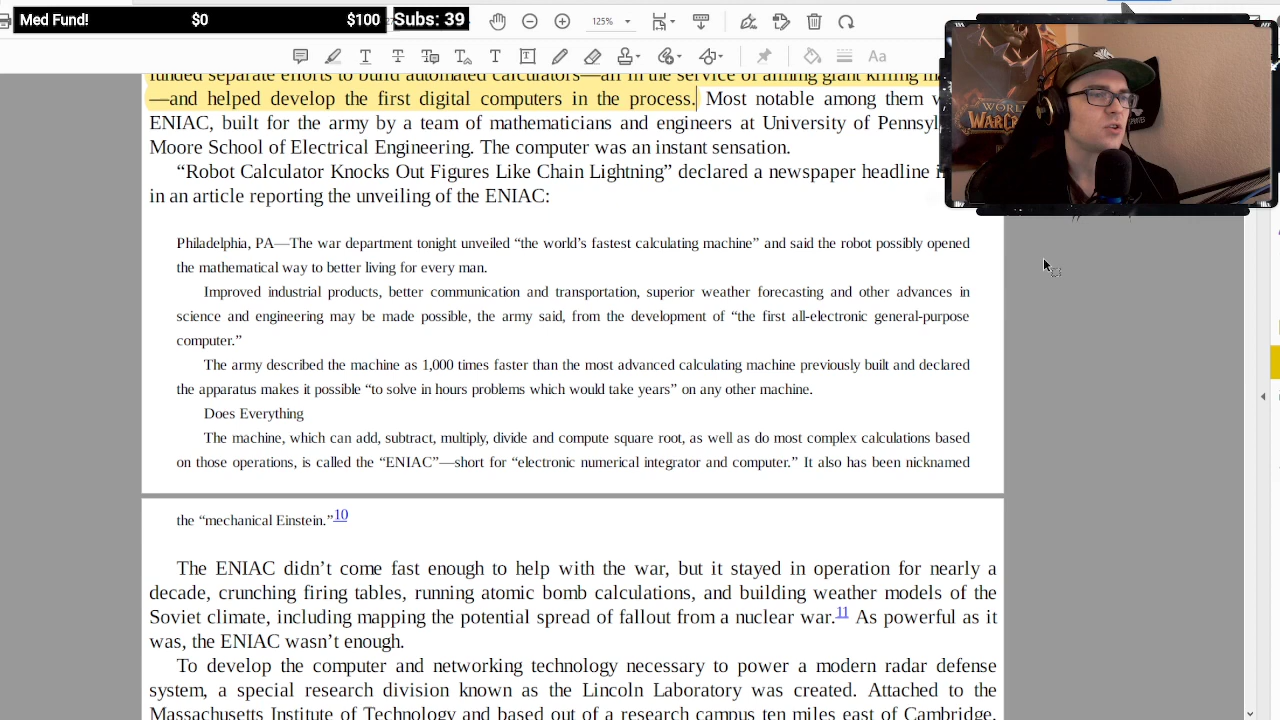 Med Fund! $0 $100 Subs: 39
125%
Aa
funded separate efforts to build automated calculators—all in the service of aiming giant killing
—and helped develop the first digital computers in the process. Most notable among them
ENIAC, built for the army by a team of mathematicians and engineers at University of Pennsyl
Moore School of Electrical Engineering. The computer was an instant sensation.
“Robot Calculator Knocks Out Figures Like Chain Lightning” declared a newspaper headline
in an article reporting the unveiling of the ENIAC:
Philadelphia, PA—The war department tonight unveiled “the world’s fastest calculating machine” and said the robot possibly opened
the mathematical way to better living for every man.
Improved industrial products, better communication and transportation, superior weather forecasting and other advances in
science and engineering may be made possible, the army said, from the development of “the first all-electronic general-purpose
computer.”
The army described the machine as 1,000 times faster than the most advanced calculating machine previously built and declared
the apparatus makes it possible “to solve in hours problems which would take years” on any other machine.
Does Everything
The machine, which can add, subtract, multiply, divide and compute square root, as well as do most complex calculations based
on those operations, is called the “ENIAC”—short for “electronic numerical integrator and computer.” It also has been nicknamed
the “mechanical Einstein.”10
The ENIAC didn’t come fast enough to help with the war, but it stayed in operation for nearly a
decade, crunching firing tables, running atomic bomb calculations, and building weather models of the
Soviet climate, including mapping the potential spread of fallout from a nuclear war.11 As powerful as it
was, the ENIAC wasn’t enough.
To develop the computer and networking technology necessary to power a modern radar defense
system, a special research division known as the Lincoln Laboratory was created. Attached to the
Massachusetts Institute of Technology and based out of a research campus ten miles east of Cambridge,
WORLD
WARCRAFT